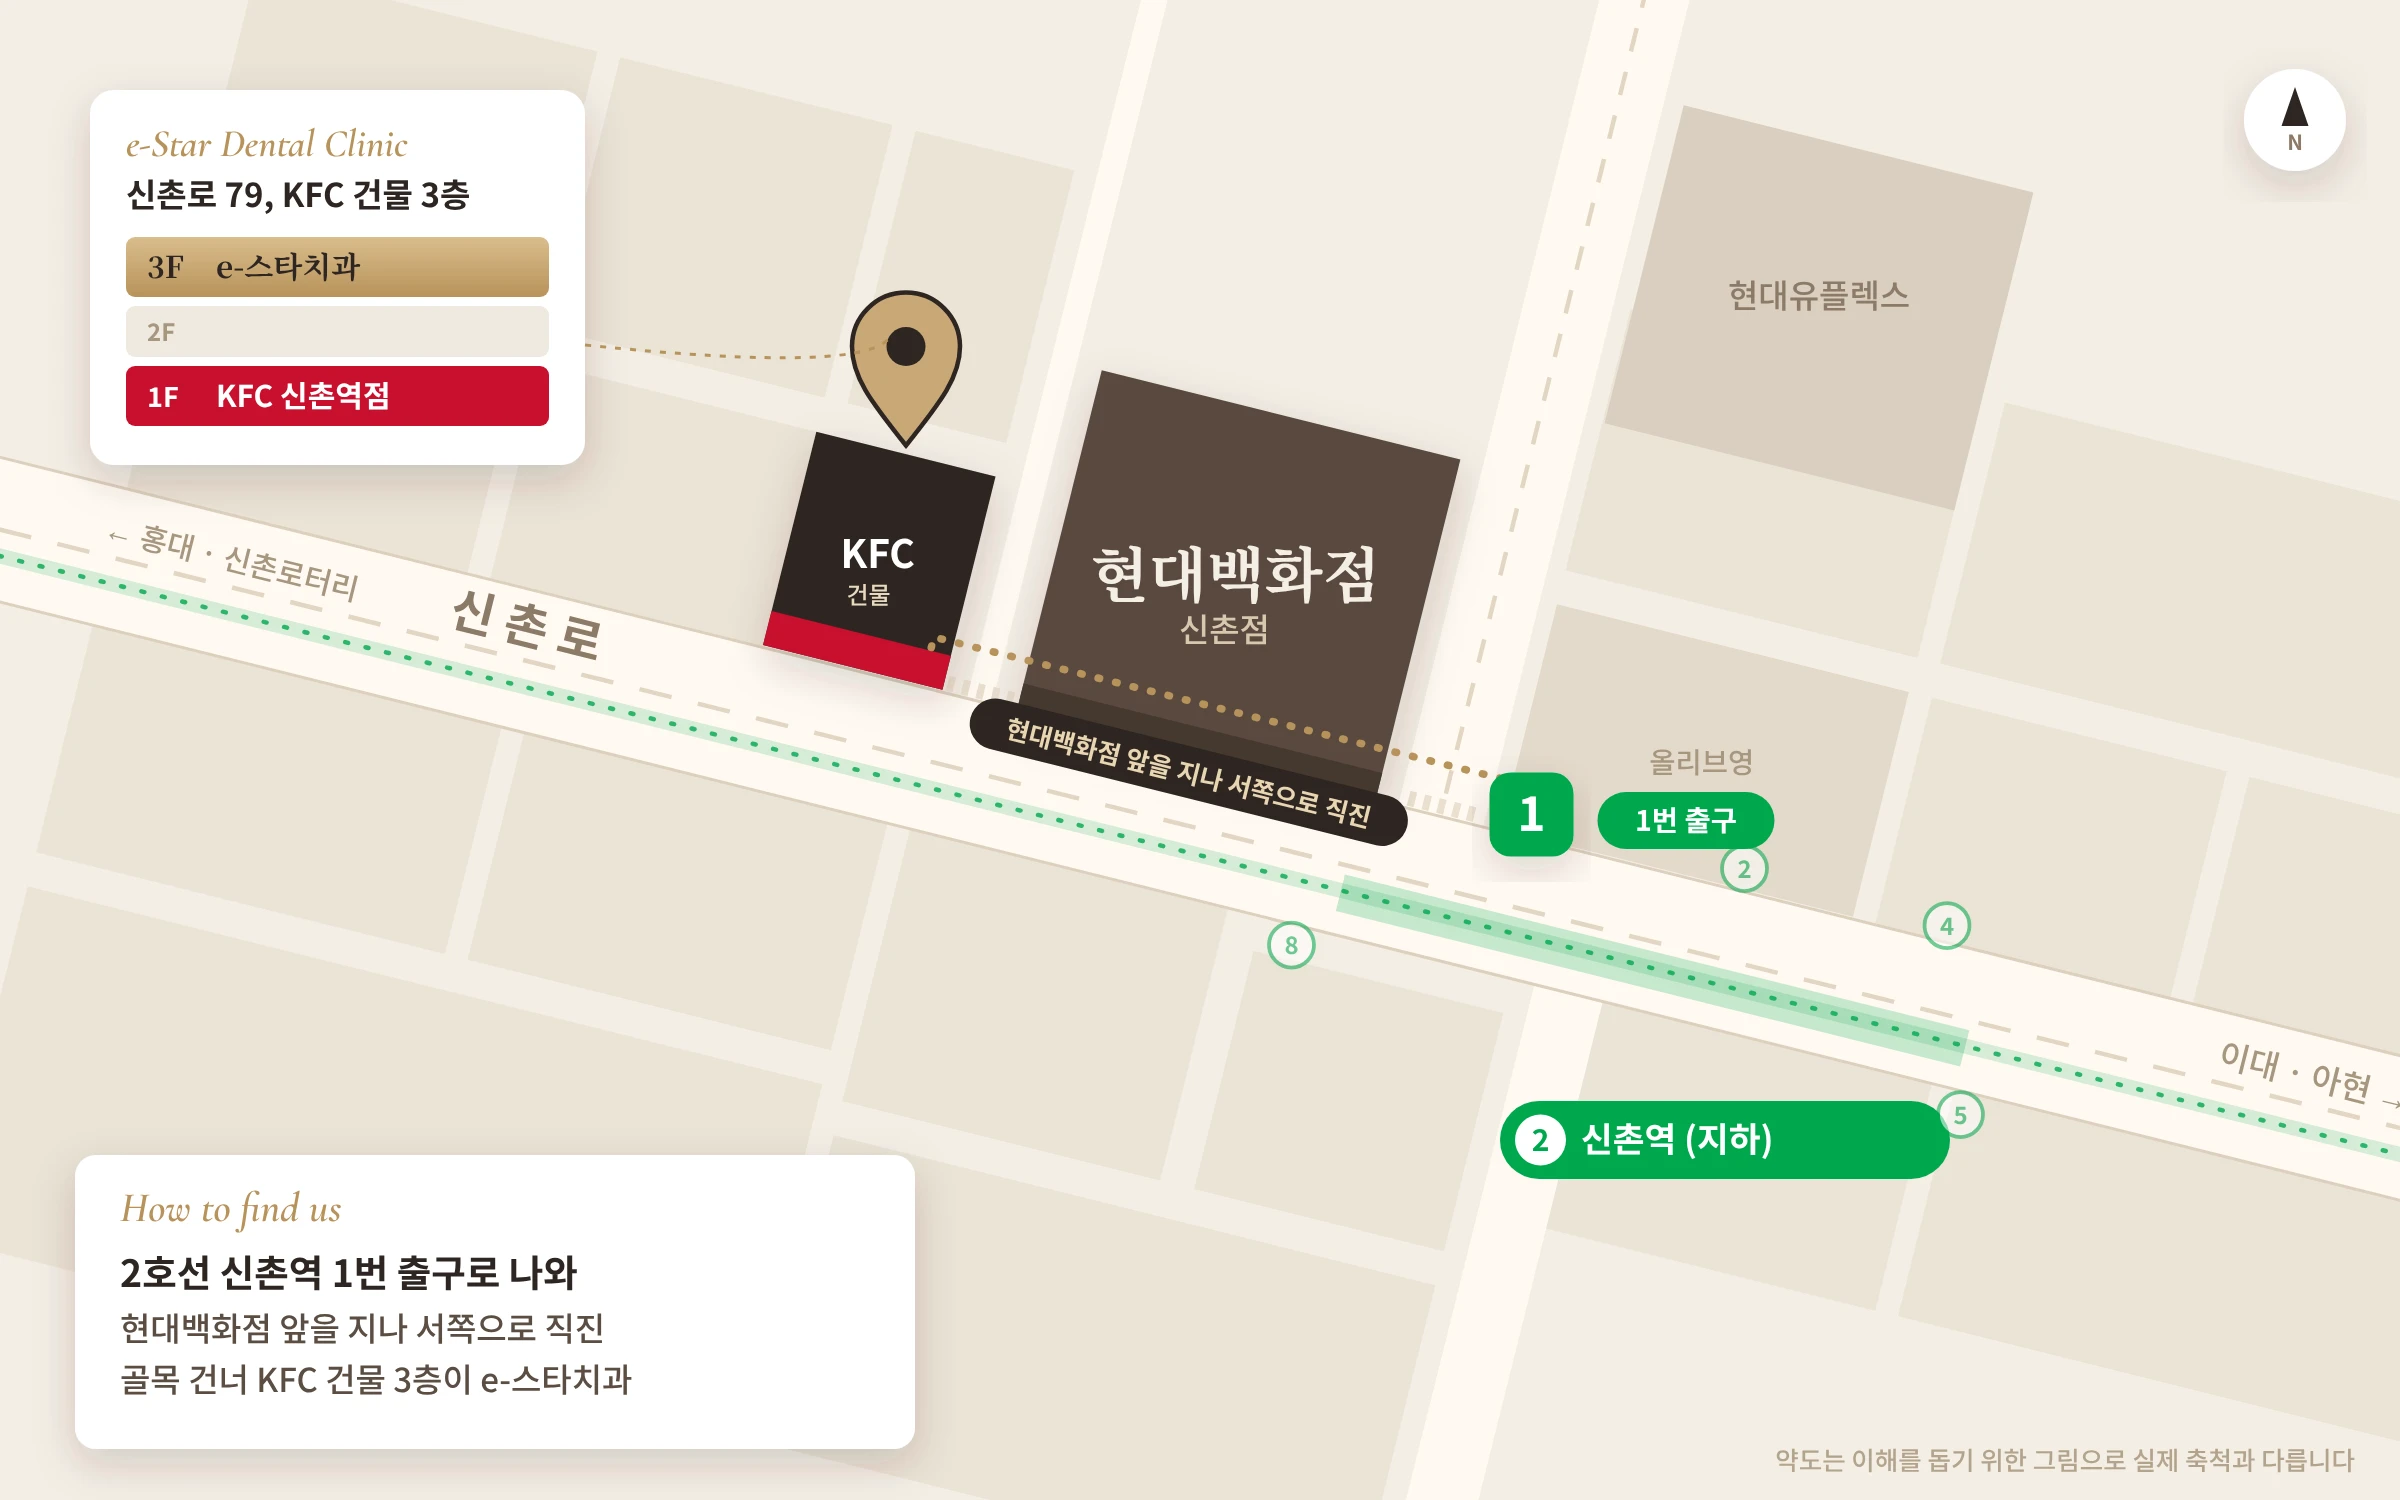 e-Star Dental Clinic
신촌로 79, KFC 건물 3층
3F e-스타치과
2F
1F KFC 신촌역점
N
현대유플렉스
← 홍대 · 신촌로터리
신촌로
KFC
건물
현대백화점
신촌점
현대백화점 앞을 지나 서쪽으로 직진
올리브영
1
1번 출구
2
4
8
이대 · 아현 →
5
2 신촌역 (지하)
How to find us
2호선 신촌역 1번 출구로 나와
현대백화점 앞을 지나 서쪽으로 직진
골목 건너 KFC 건물 3층이 e-스타치과
약도는 이해를 돕기 위한 그림으로 실제 축척과 다릅니다